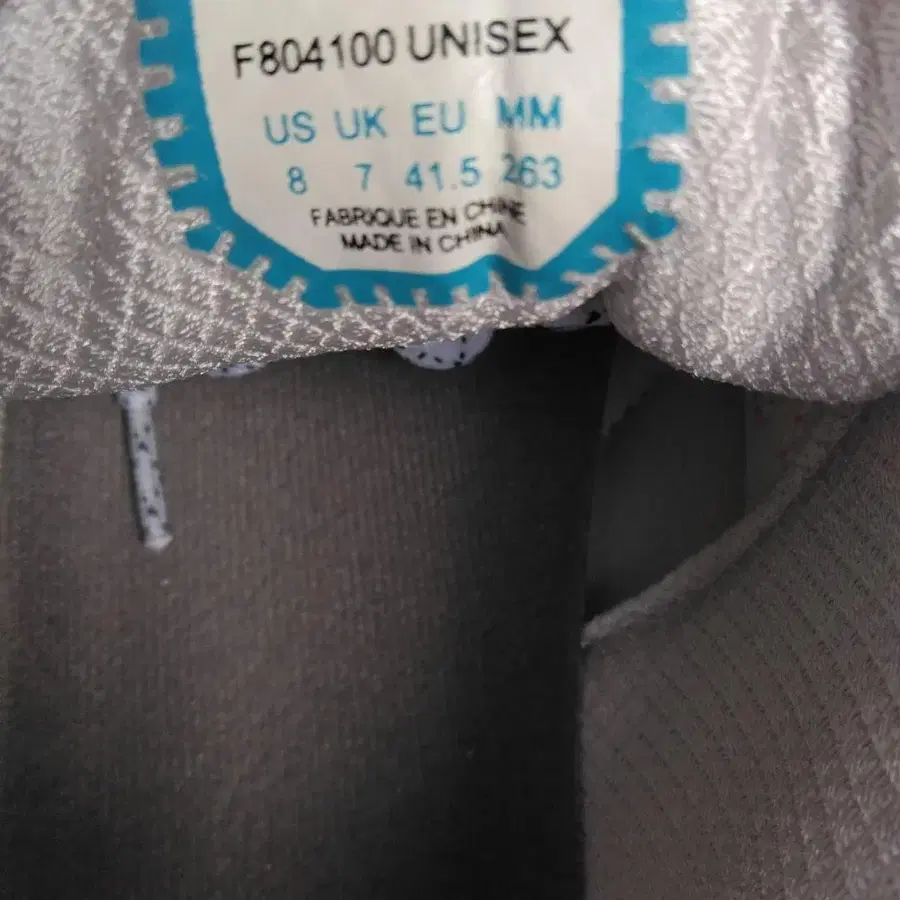 F804100 UNISEX
US UK EU MM
8 7 41.5 263
FABRIQUE EN CHINE
MADE IN CHINA